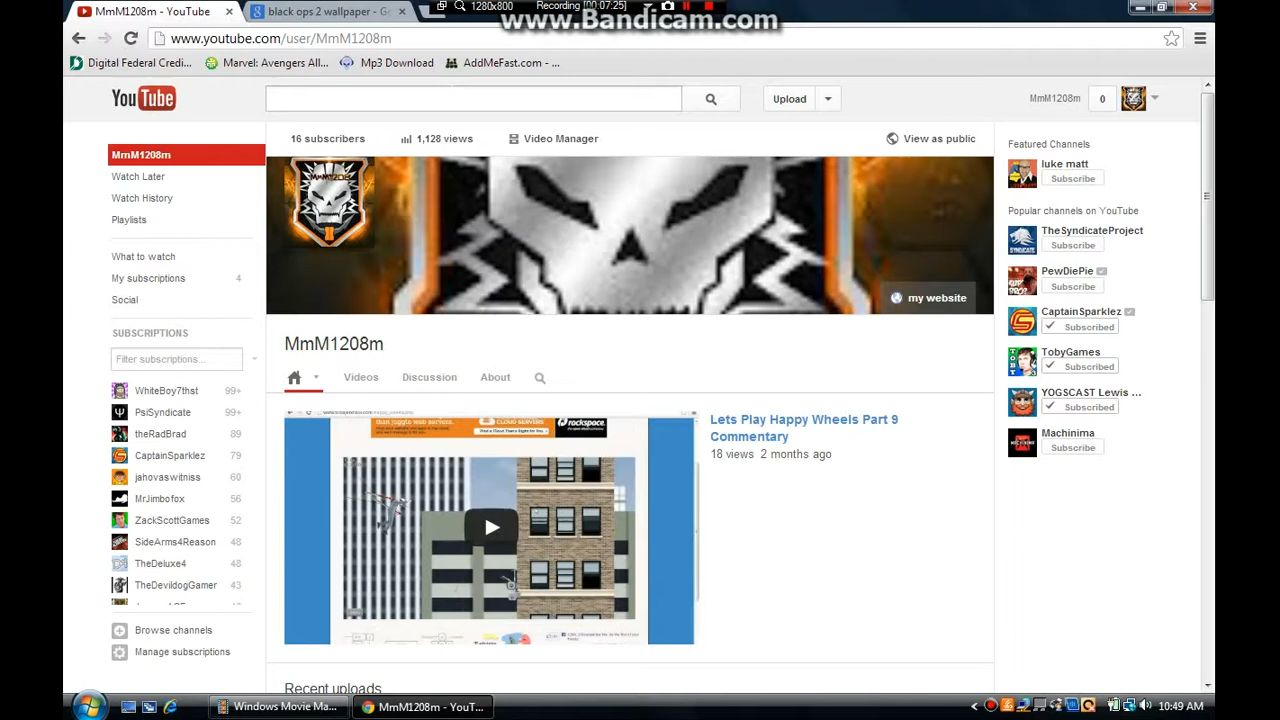 MmM1208m - YouTube
black ops 2 wallpaper - Go
1280x800
Recording [00:07:25]
www.Bandicam.com
www.youtube.com/user/MmM1208m
Digital Federal Credi...
Marvel: Avengers All...
Mp3 Download
AddMeFast.com - ...
YouTube
Upload
MmM1208m
0
16 subscribers
1,128 views
Video Manager
View as public
MmM1208m
Watch Later
Watch History
Playlists
What to watch
My subscriptions 4
Social
SUBSCRIPTIONS
Filter subscriptions...
WhiteBoy7thst 99+
PsiSyndicate 99+
theRadBrad 89
CaptainSparklez 79
jahovaswitniss 60
MrJimbofox 56
ZackScottGames 52
SideArms4Reason 48
TheDeluxe4 48
TheDevildogGamer 43
Browse channels
Manage subscriptions
my website
MmM1208m
Videos
Discussion
About
CLOUD SERVERS
rackspace
Lets Play Happy Wheels Part 9
Commentary
18 views 2 months ago
Recent uploads
Featured Channels
luke matt
Subscribe
Popular channels on YouTube
TheSyndicateProject
Subscribe
PewDiePie
Subscribe
CaptainSparklez
Subscribed
TobyGames
Subscribed
YOGSCAST Lewis ...
Subscribed
Machinima
Subscribe
Windows Movie Ma...
MmM1208m - YouT...
10:49 AM